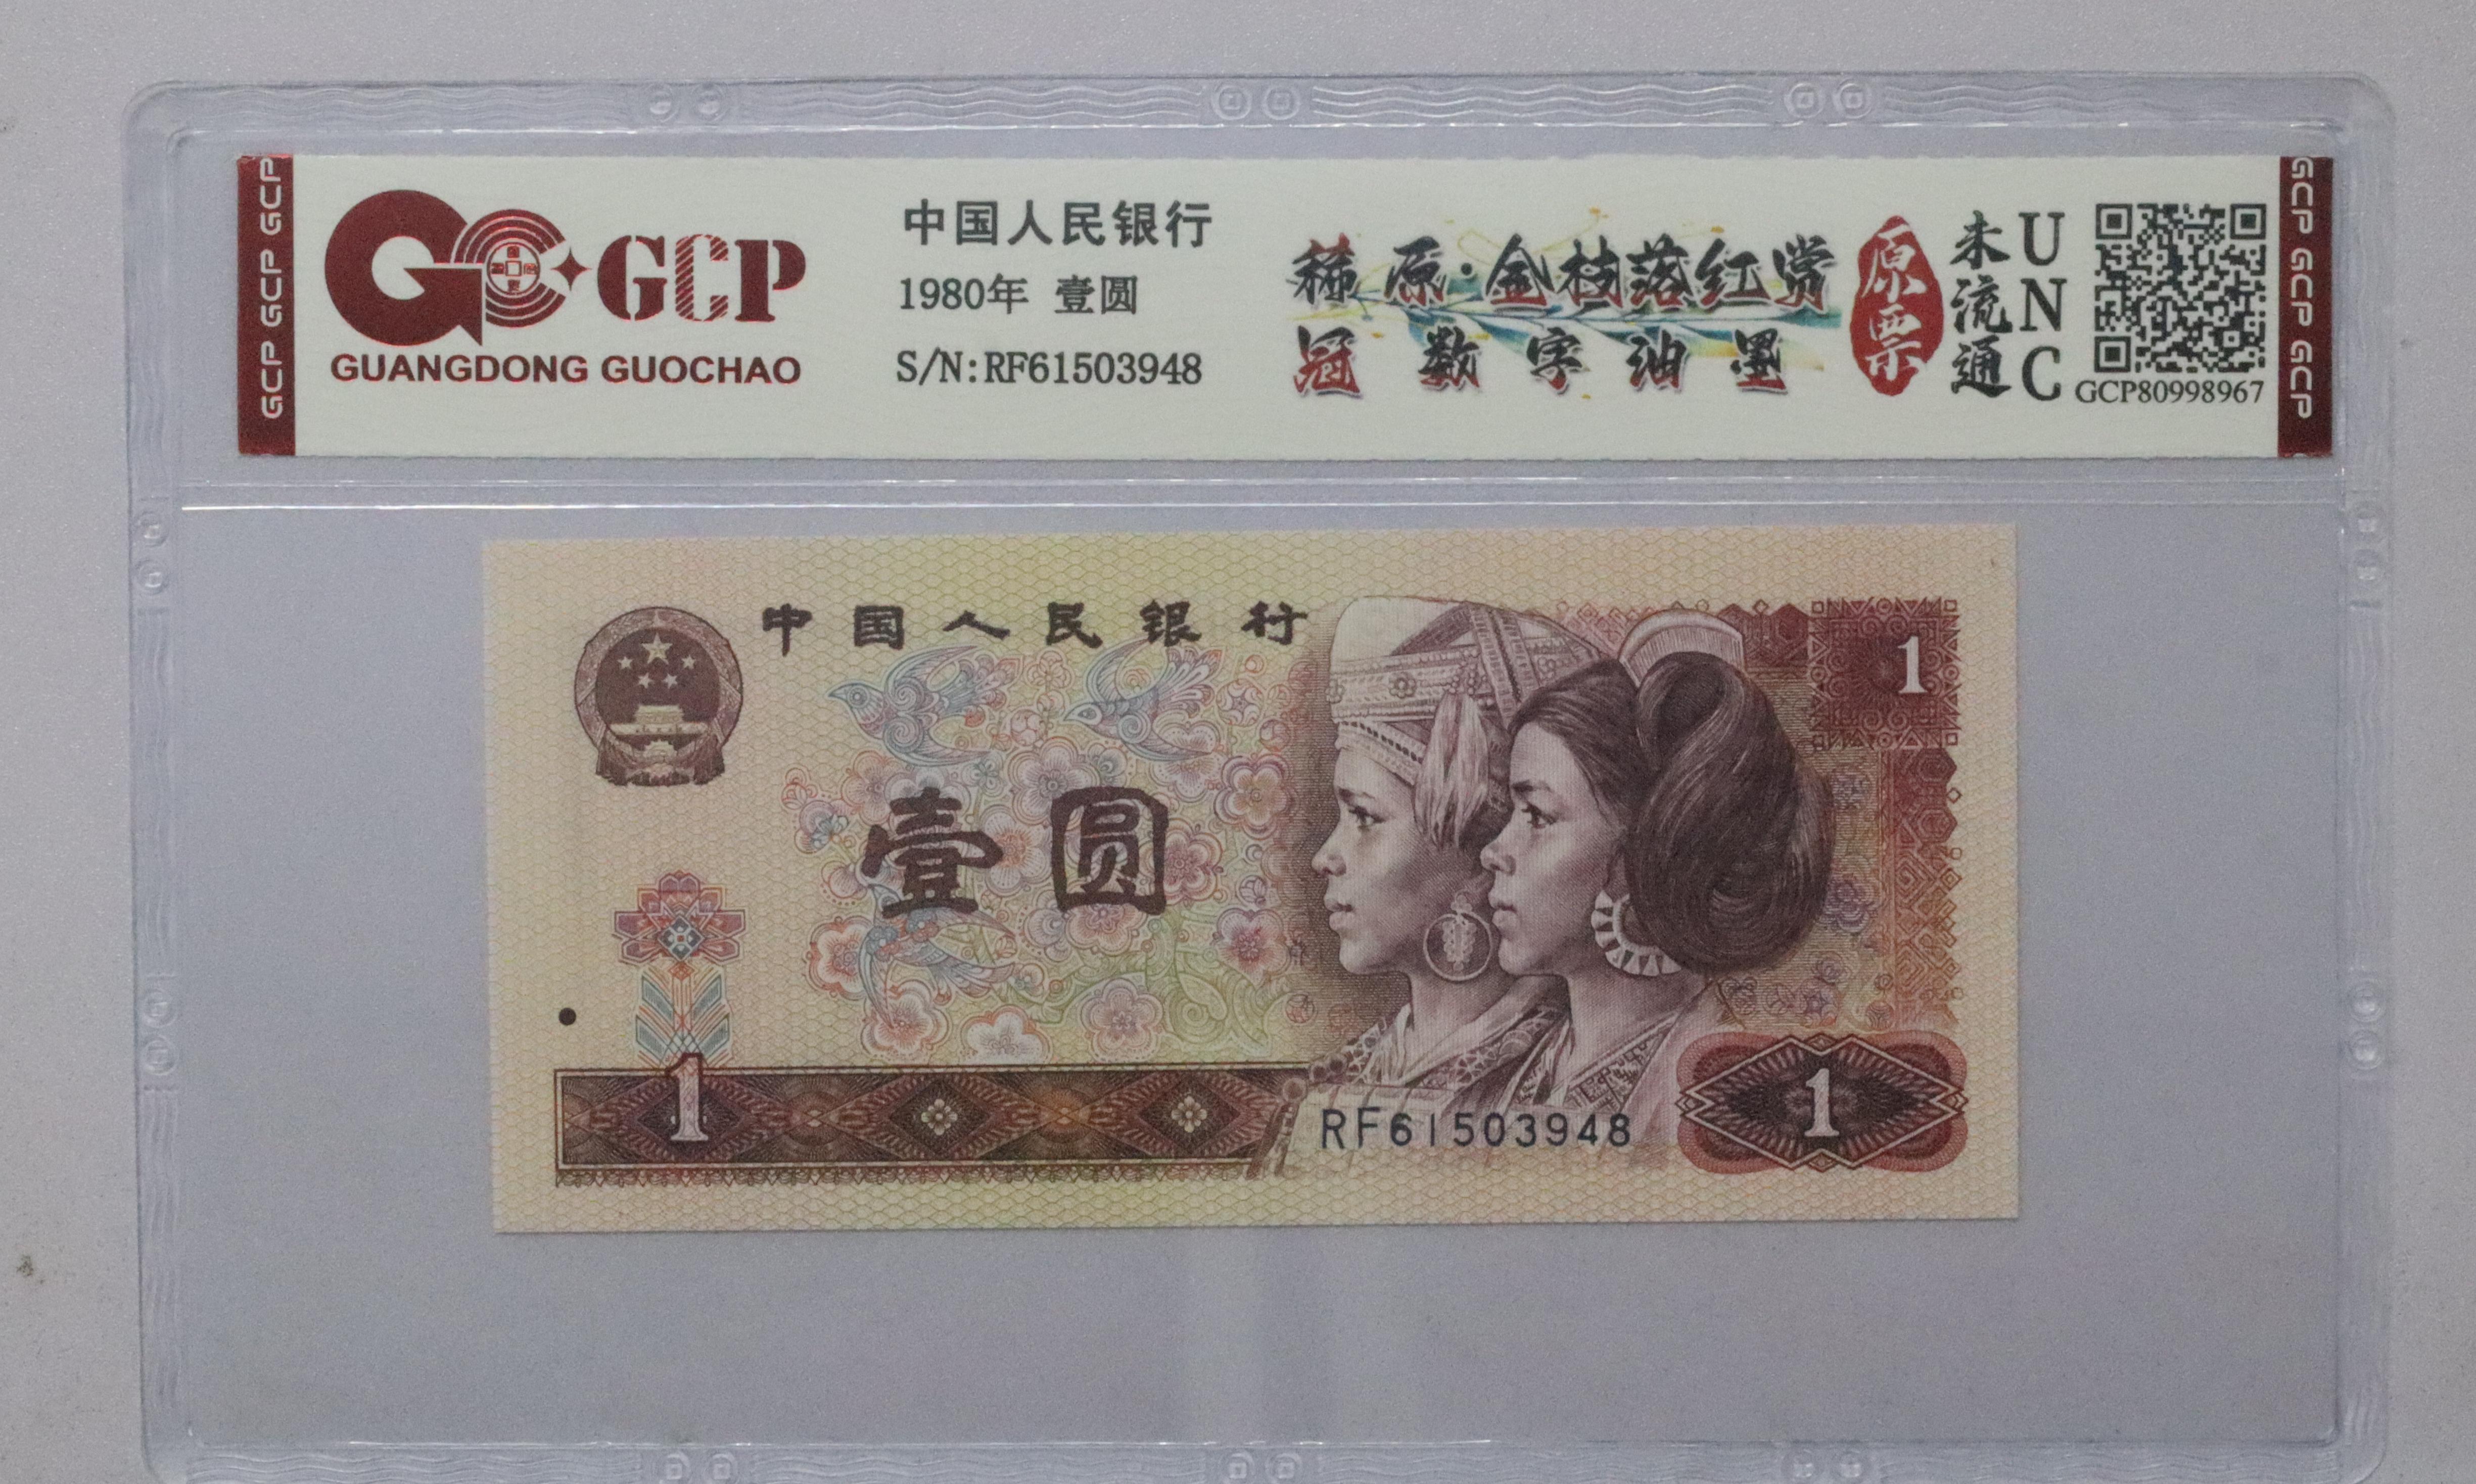 GCP GCP GCP
GCP
GUANGDONG GUOCHAO
中国人民银行
1980年 壹圆
S/N:RF61503948
稀原·金枝落红赏
冠数字油墨
原票
未流通
UNC
GCP80998967
GCP GCP GCP
中国人民银行
1
壹圆
1
RF61503948
1